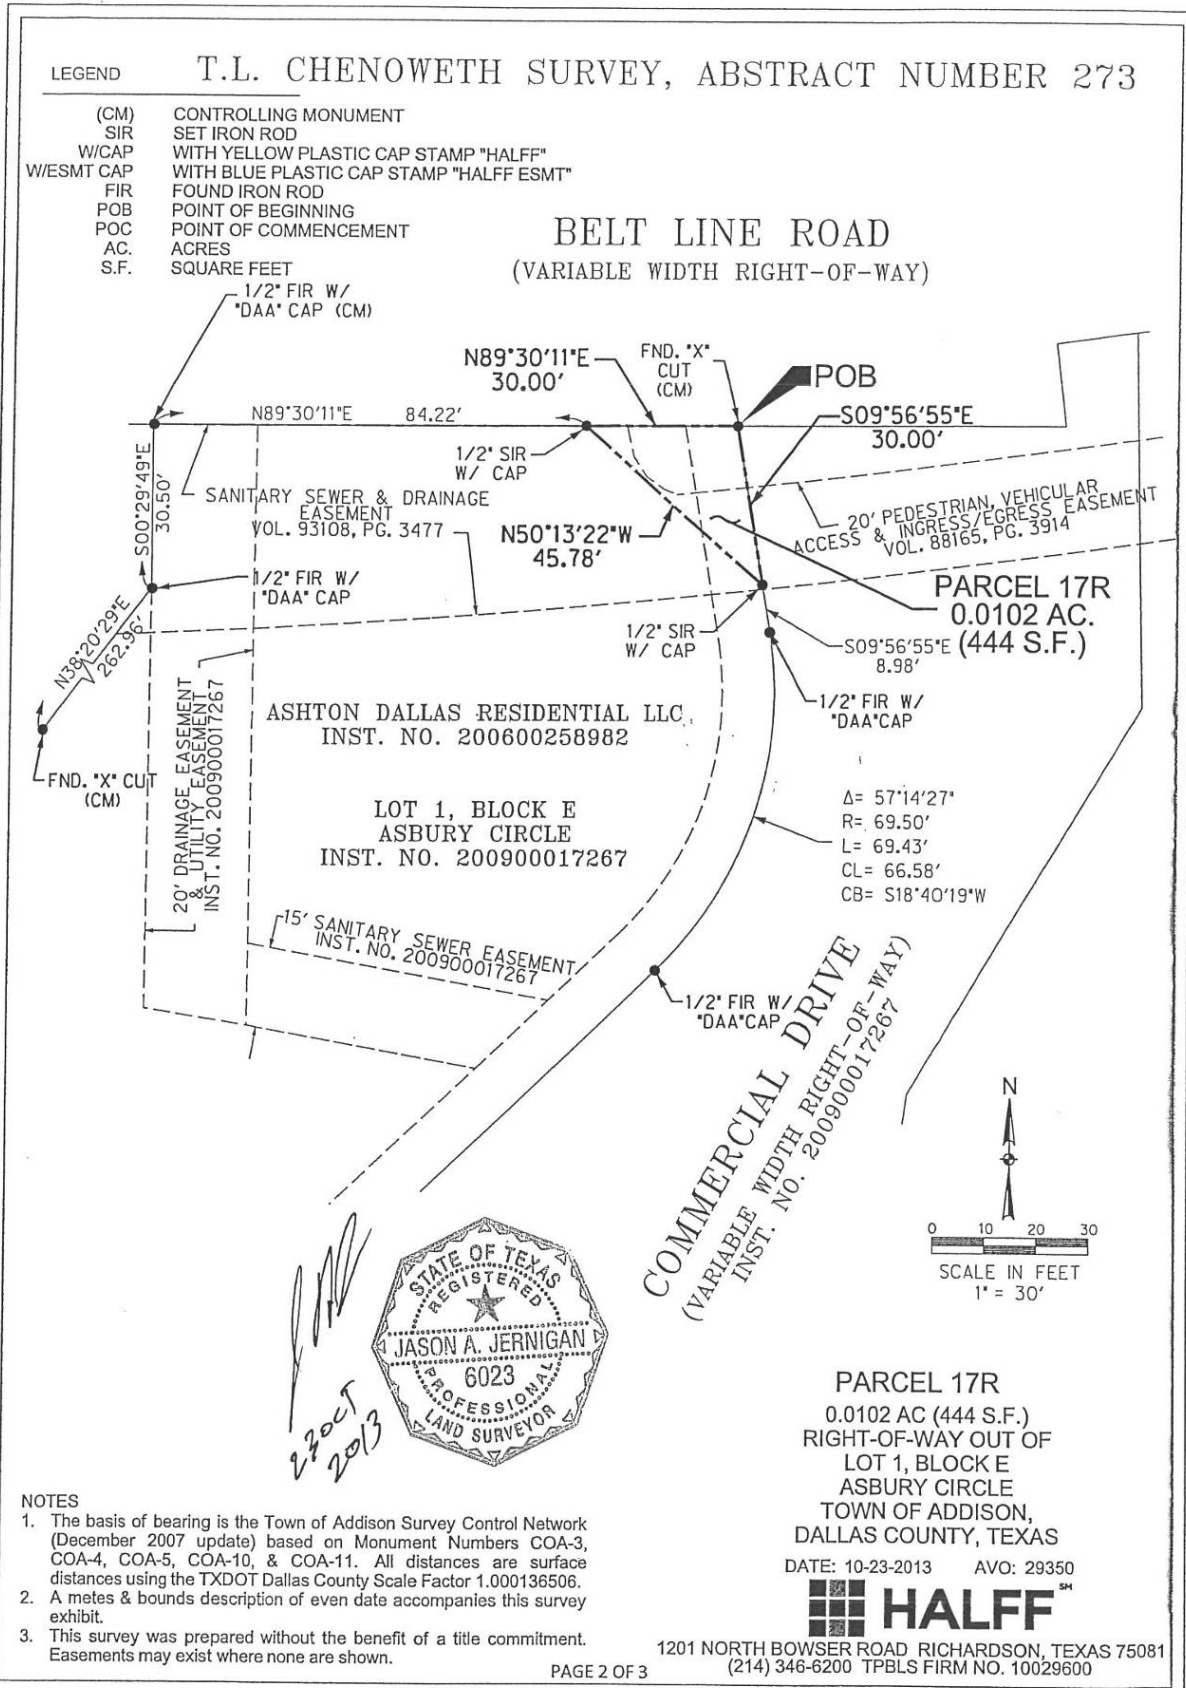 LEGEND
T.L. CHENOWETH SURVEY, ABSTRACT NUMBER 273
(CM) CONTROLLING MONUMENT
SIR SET IRON ROD
W/CAP WITH YELLOW PLASTIC CAP STAMP "HALFF"
W/ESMT CAP WITH BLUE PLASTIC CAP STAMP "HALFF ESMT"
FIR FOUND IRON ROD
POB POINT OF BEGINNING
POC POINT OF COMMENCEMENT
AC. ACRES
S.F. SQUARE FEET
BELT LINE ROAD
(VARIABLE WIDTH RIGHT-OF-WAY)
1/2" FIR W/
"DAA" CAP (CM)
N89°30'11"E
30.00'
FND. "X"
CUT
(CM)
POB
N89°30'11"E 84.22'
S09°56'55"E
30.00'
1/2" SIR
W/ CAP
S00°29'49"E
30.50'
SANITARY SEWER & DRAINAGE
EASEMENT
VOL. 93108, PG. 3477
N50°13'22"W
45.78'
20' PEDESTRIAN, VEHICULAR
ACCESS & INGRESS/EGRESS EASEMENT
VOL. 88165, PG. 3914
1/2" FIR W/
"DAA" CAP
PARCEL 17R
0.0102 AC.
(444 S.F.)
N38°20'29"E
262.96'
1/2" SIR
W/ CAP
S09°56'55"E
8.98'
1/2" FIR W/
"DAA"CAP
FND. "X" CUT
(CM)
20' DRAINAGE EASEMENT
& UTILITY EASEMENT
INST. NO. 200900017267
ASHTON DALLAS RESIDENTIAL LLC
INST. NO. 200600258982
LOT 1, BLOCK E
ASBURY CIRCLE
INST. NO. 200900017267
Δ= 57°14'27"
R= 69.50'
L= 69.43'
CL= 66.58'
CB= S18°40'19"W
15' SANITARY SEWER EASEMENT
INST. NO. 200900017267
1/2" FIR W/
"DAA"CAP
COMMERCIAL DRIVE
(VARIABLE WIDTH RIGHT-OF-WAY)
INST. NO. 200900017267
N
0 10 20 30
SCALE IN FEET
1" = 30'
STATE OF TEXAS
REGISTERED
JASON A. JERNIGAN
6023
PROFESSIONAL
LAND SURVEYOR
23 OCT
2013
PARCEL 17R
0.0102 AC (444 S.F.)
RIGHT-OF-WAY OUT OF
LOT 1, BLOCK E
ASBURY CIRCLE
TOWN OF ADDISON,
DALLAS COUNTY, TEXAS
DATE: 10-23-2013 AVO: 29350
HALFF SM
1201 NORTH BOWSER ROAD RICHARDSON, TEXAS 75081
(214) 346-6200 TPBLS FIRM NO. 10029600
NOTES
1. The basis of bearing is the Town of Addison Survey Control Network
(December 2007 update) based on Monument Numbers COA-3,
COA-4, COA-5, COA-10, & COA-11. All distances are surface
distances using the TXDOT Dallas County Scale Factor 1.000136506.
2. A metes & bounds description of even date accompanies this survey
exhibit.
3. This survey was prepared without the benefit of a title commitment.
Easements may exist where none are shown.
PAGE 2 OF 3